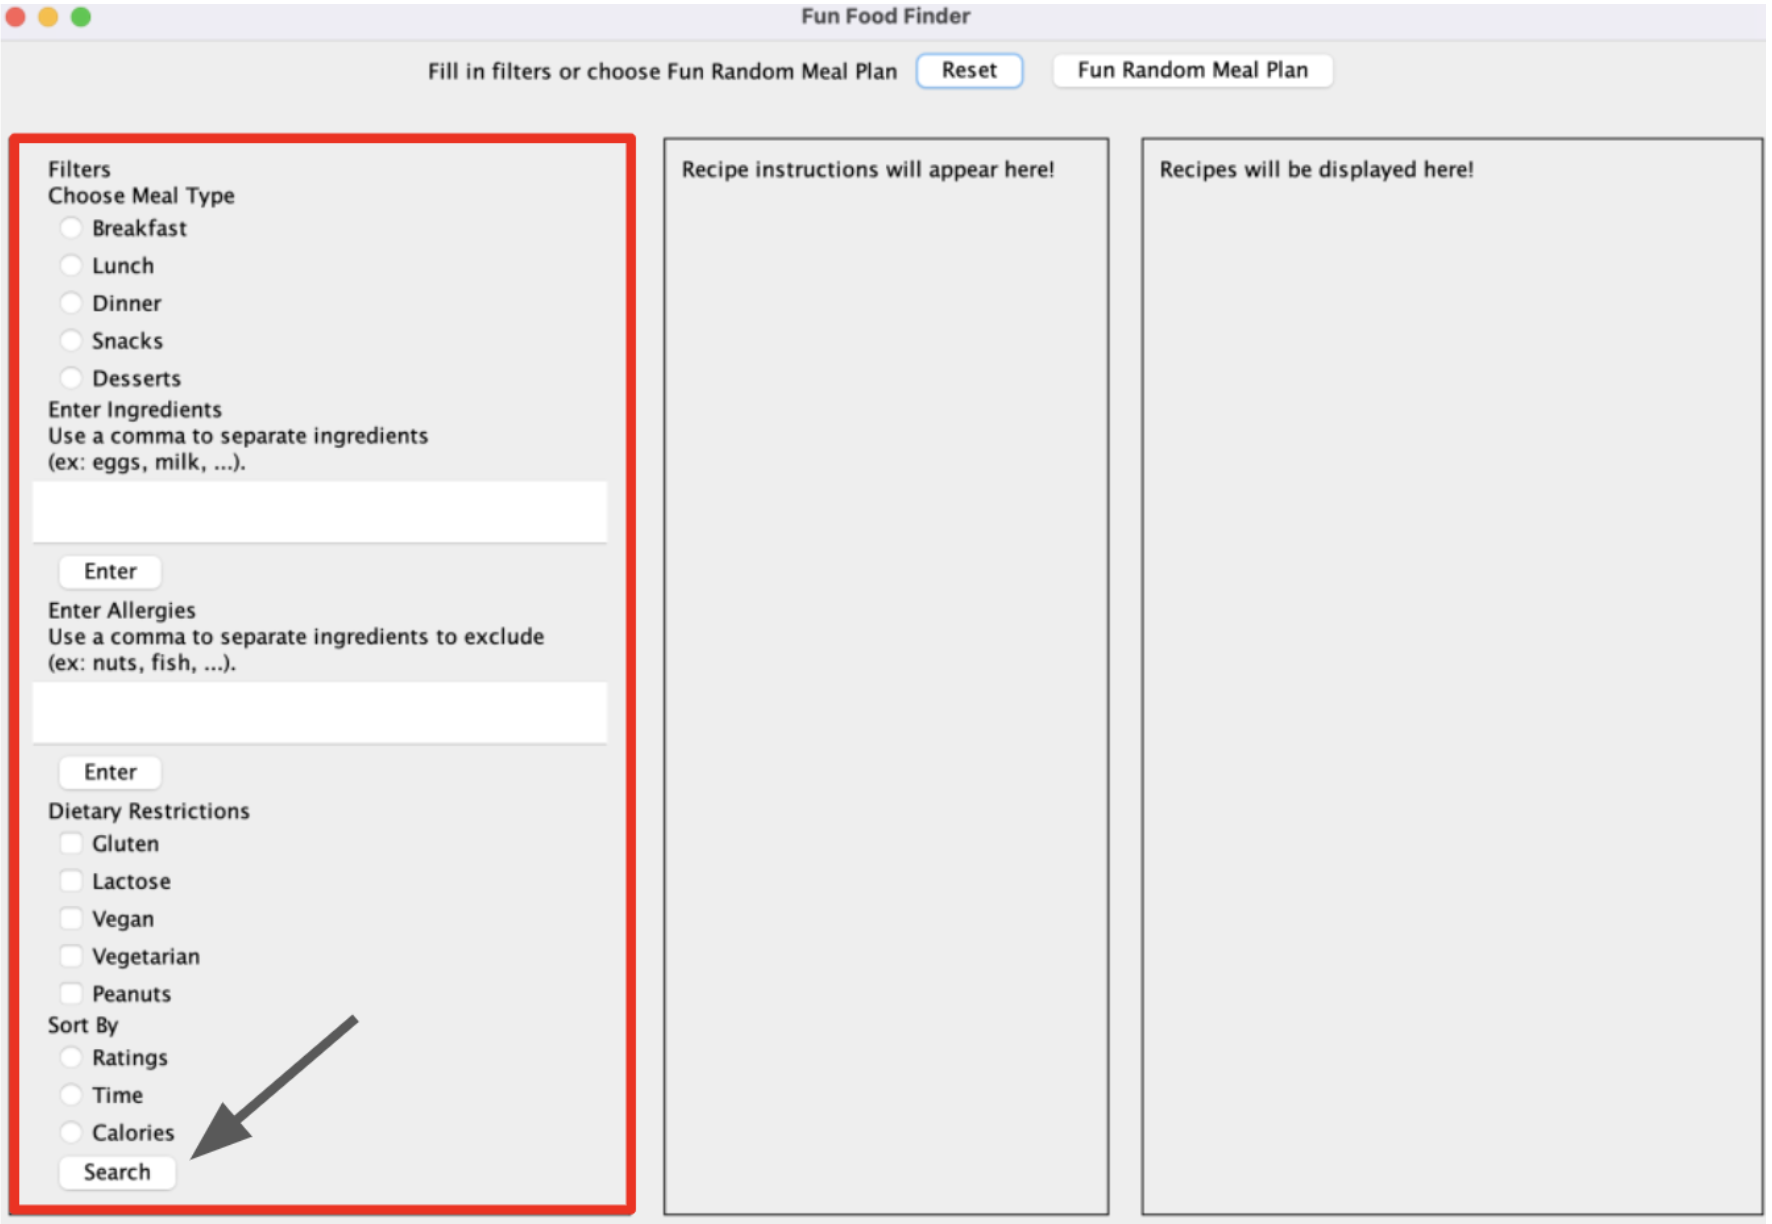 Fun Food Finder
Fill in filters or choose Fun Random Meal Plan Reset Fun Random Meal Plan
Filters
Choose Meal Type
Breakfast
Lunch
Dinner
Snacks
Desserts
Enter Ingredients
Use a comma to separate ingredients
(ex: eggs, milk, ...).
Enter
Enter Allergies
Use a comma to separate ingredients to exclude
(ex: nuts, fish, ...).
Enter
Dietary Restrictions
Gluten
Lactose
Vegan
Vegetarian
Peanuts
Sort By
Ratings
Time
Calories
Search
Recipe instructions will appear here!
Recipes will be displayed here!